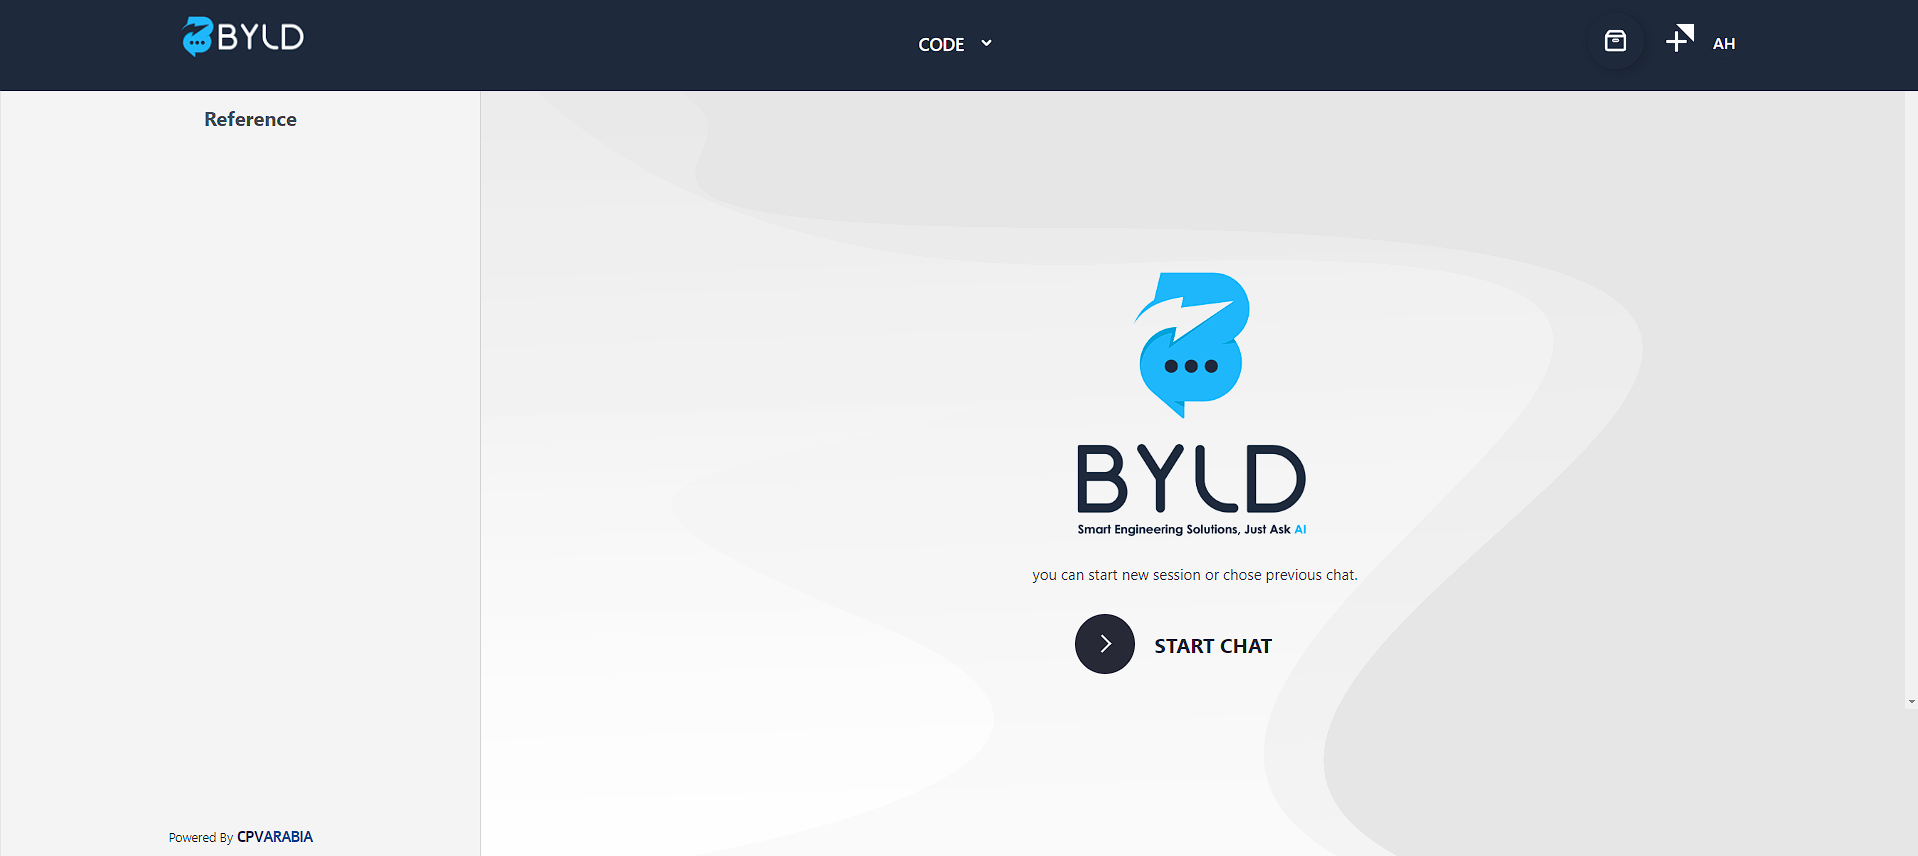 BYLD
CODE
AH
Reference
BYLD
Smart Engineering Solutions, Just Ask AI
you can start new session or chose previous chat.
START CHAT
Powered By CPVARABIA